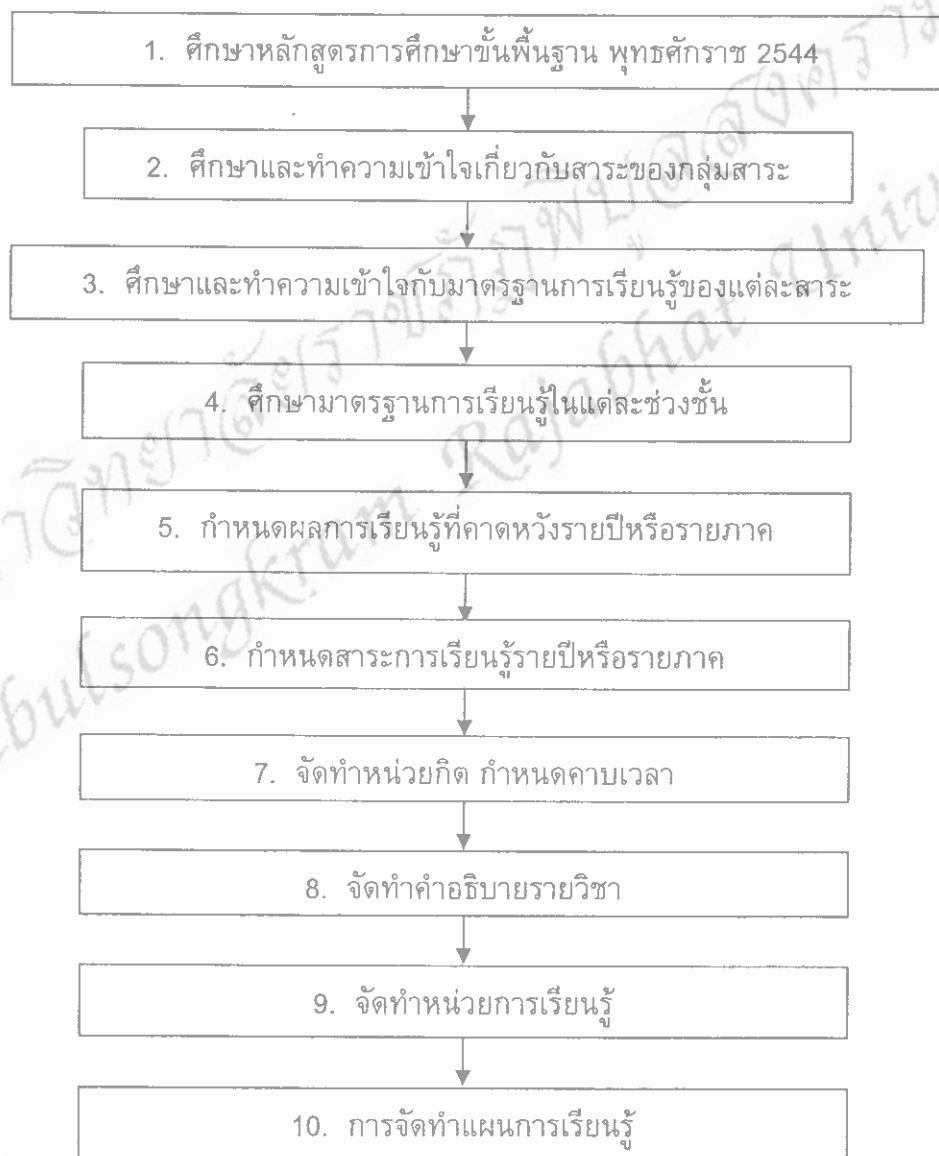 1. ศึกษาหลักสูตรการศึกษาขั้นพื้นฐาน พุทธศักราช 2544
2. ศึกษาและทำความเข้าใจเกี่ยวกับสาระของกลุ่มสาระ
3. ศึกษาและทำความเข้าใจกับมาตรฐานการเรียนรู้ของแต่ละสาระ
4. ศึกษามาตรฐานการเรียนรู้ในแต่ละช่วงชั้น
5. กำหนดผลการเรียนรู้ที่คาดหวังรายปีหรือรายภาค
6. กำหนดสาระการเรียนรู้รายปีหรือรายภาค
7. จัดทำหน่วยกิต กำหนดคาบเวลา
8. จัดทำคำอธิบายรายวิชา
9. จัดทำหน่วยการเรียนรู้
10. การจัดทำแผนการเรียนรู้
bulsongkram Rajabhat Univ